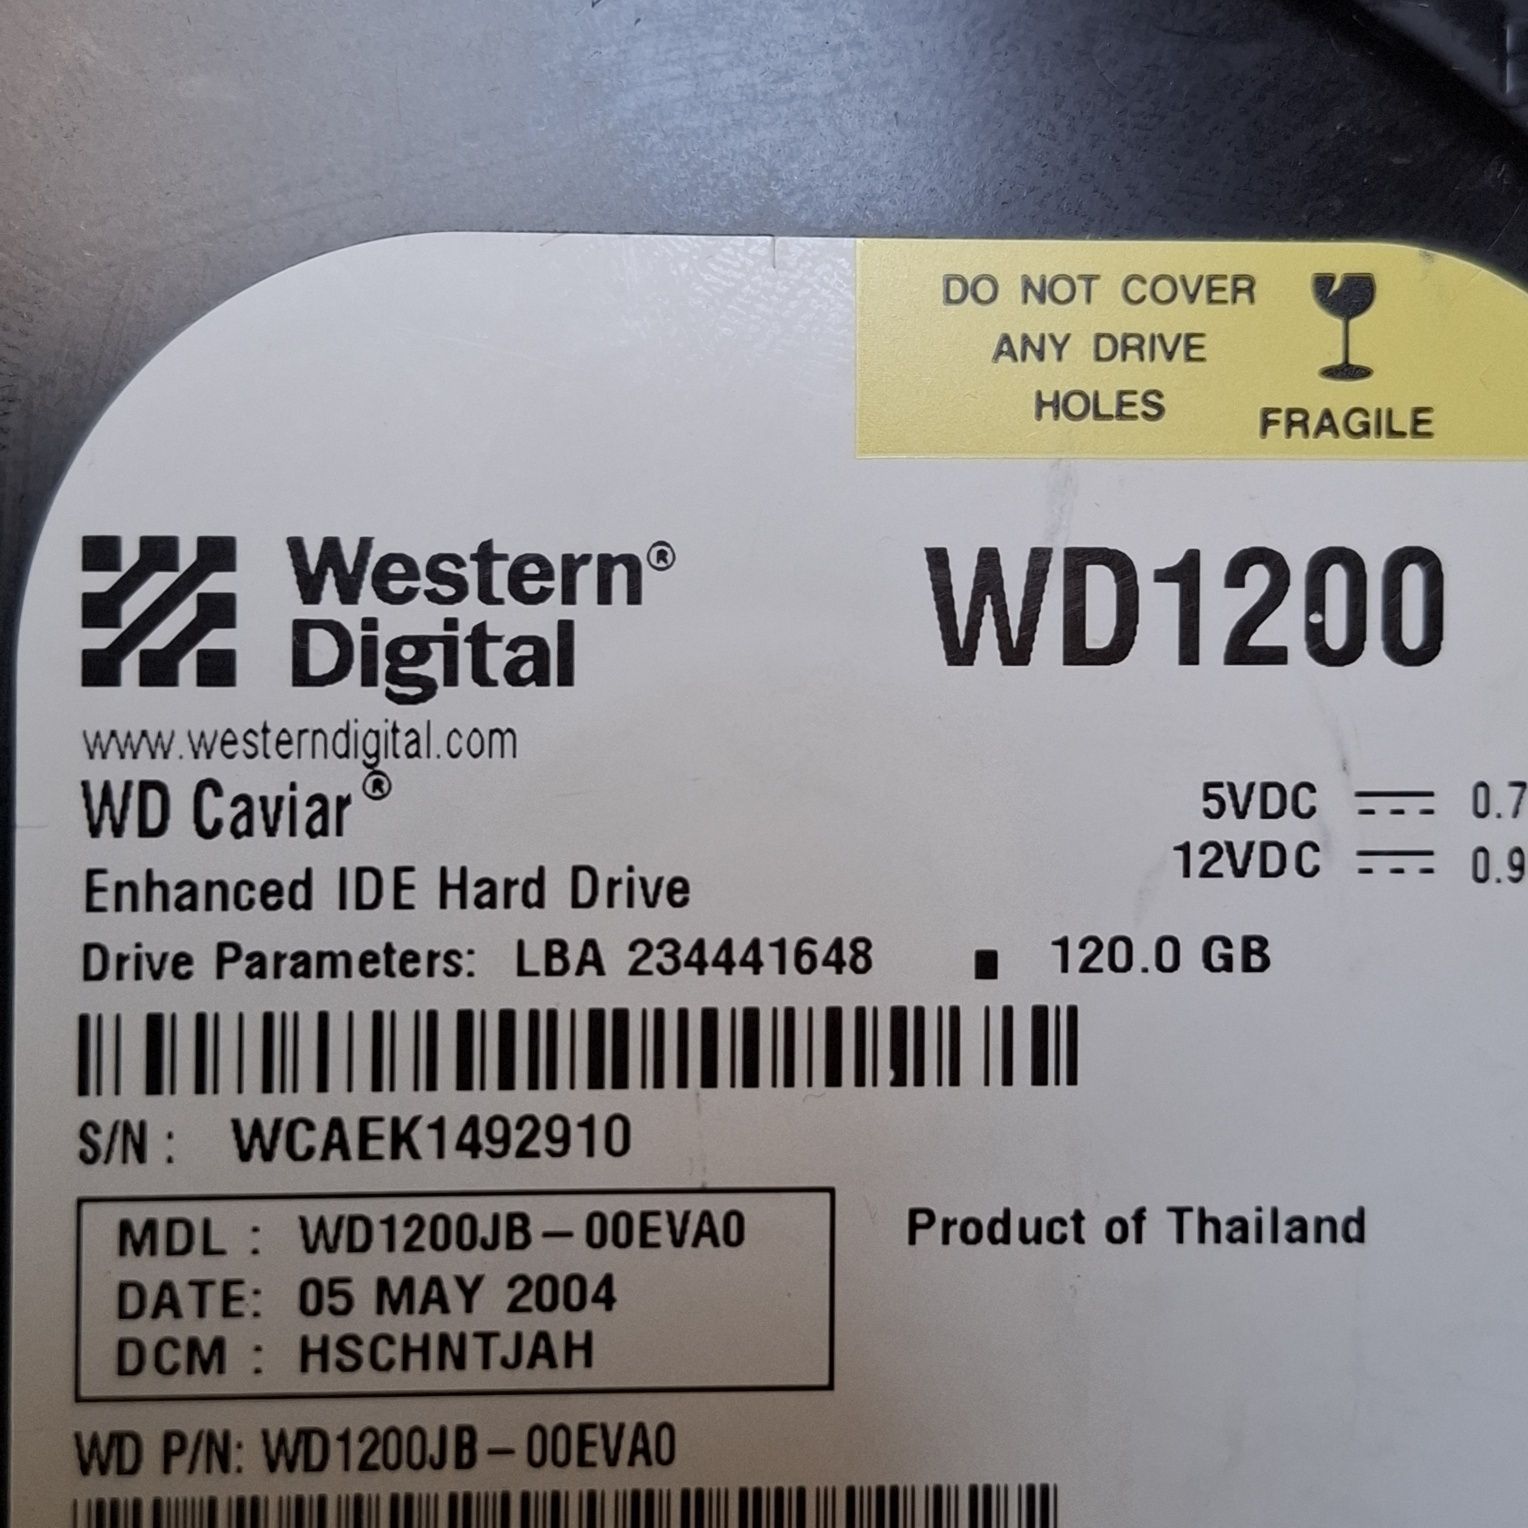 DO NOT COVER
ANY DRIVE
HOLES
FRAGILE
Western®
Digital
WD1200
www.westerndigital.com
WD Caviar®
5VDC 0.7
12VDC 0.9
Enhanced IDE Hard Drive
Drive Parameters: LBA 234441648 ▪ 120.0 GB
S/N : WCAEK1492910
MDL : WD1200JB-00EVA0
DATE: 05 MAY 2004
DCM : HSCHNTJAH
Product of Thailand
WD P/N: WD1200JB-00EVA0